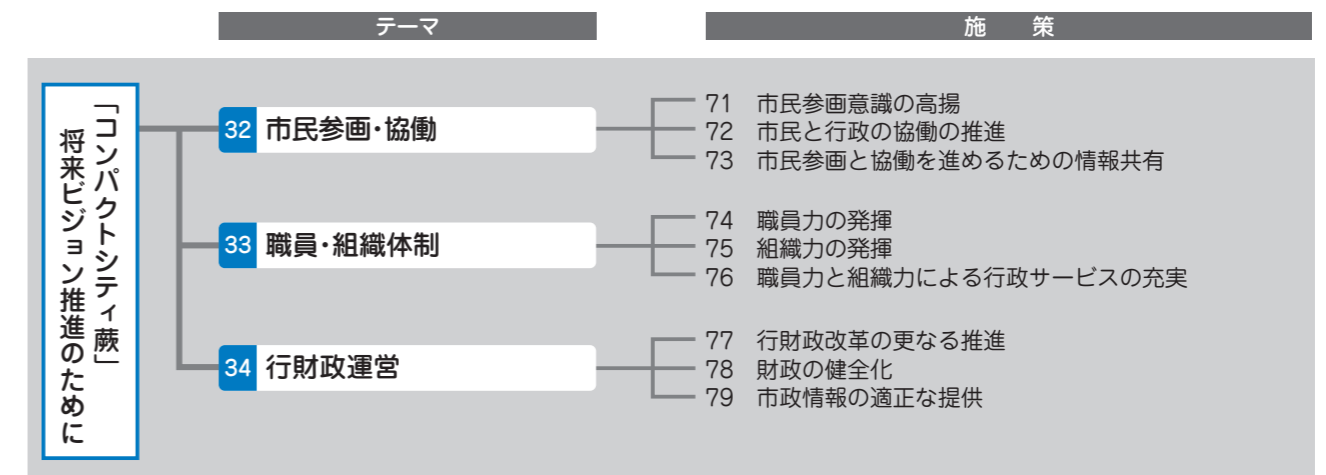 テーマ
施 策
「コンパクトシティ蕨」
将来ビジョン推進のために
32 市民参画・協働
71 市民参画意識の高揚
72 市民と行政の協働の推進
73 市民参画と協働を進めるための情報共有
33 職員・組織体制
74 職員力の発揮
75 組織力の発揮
76 職員力と組織力による行政サービスの充実
34 行財政運営
77 行財政改革の更なる推進
78 財政の健全化
79 市政情報の適正な提供